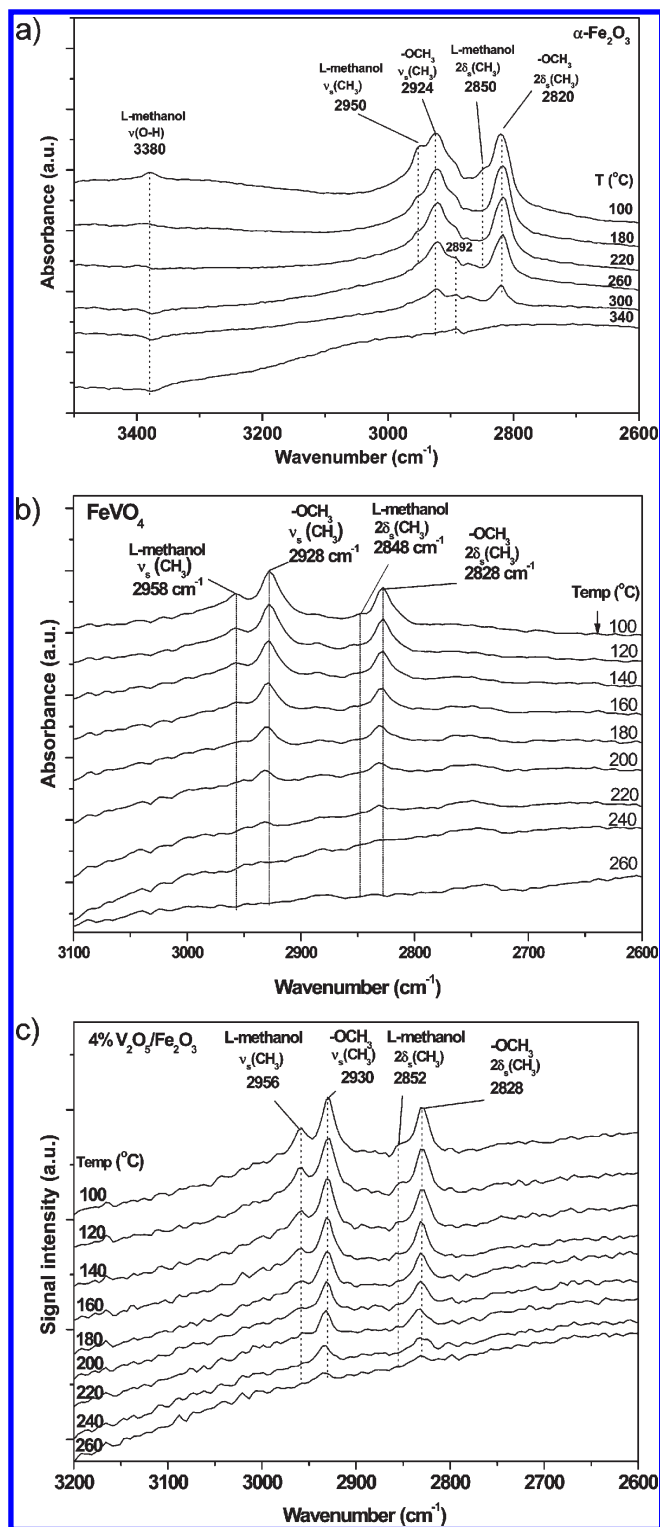 a)
α-Fe₂O₃
L-methanol
ν(O-H)
3380
L-methanol
νₛ(CH₃)
2950
-OCH₃
νₛ(CH₃)
2924
L-methanol
2δₛ(CH₃)
2850
-OCH₃
2δₛ(CH₃)
2820
2892
T (°C)
100
180
220
260
300
340
Absorbance (a.u.)
3400 3200 3000 2800 2600
Wavenumber (cm⁻¹)
b)
FeVO₄
L-methanol
νₛ (CH₃)
2958 cm⁻¹
-OCH₃
νₛ (CH₃)
2928 cm⁻¹
L-methanol
2δₛ(CH₃)
2848 cm⁻¹
-OCH₃
2δₛ(CH₃)
2828 cm⁻¹
Temp (°C)
100
120
140
160
180
200
220
240
260
Absorbance (a.u.)
3100 3000 2900 2800 2700 2600
Wavenumber (cm⁻¹)
c)
4% V₂O₅/Fe₂O₃
L-methanol
νₛ(CH₃)
2956
-OCH₃
νₛ(CH₃)
2930
L-methanol
2δₛ(CH₃)
2852
-OCH₃
2δₛ(CH₃)
2828
Temp (°C)
100
120
140
160
180
200
220
240
260
Signal intensity (a.u.)
3200 3100 3000 2900 2800 2700 2600
Wavenumber (cm⁻¹)